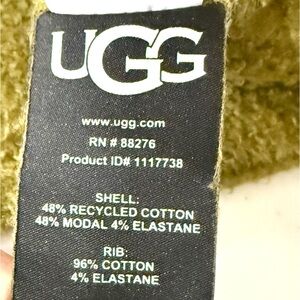 UGG
www.ugg.com
RN # 88276
Product ID# 1117738
SHELL:
48% RECYCLED COTTON
48% MODAL 4% ELASTANE
RIB:
96% COTTON
4% ELASTANE